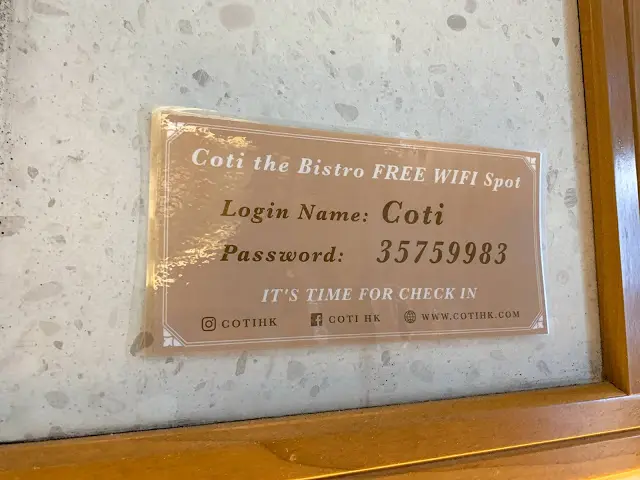 Coti the Bistro FREE WIFI Spot
Login Name: Coti
Password: 35759983
IT'S TIME FOR CHECK IN
COTIHK COTI HK WWW.COTIHK.COM